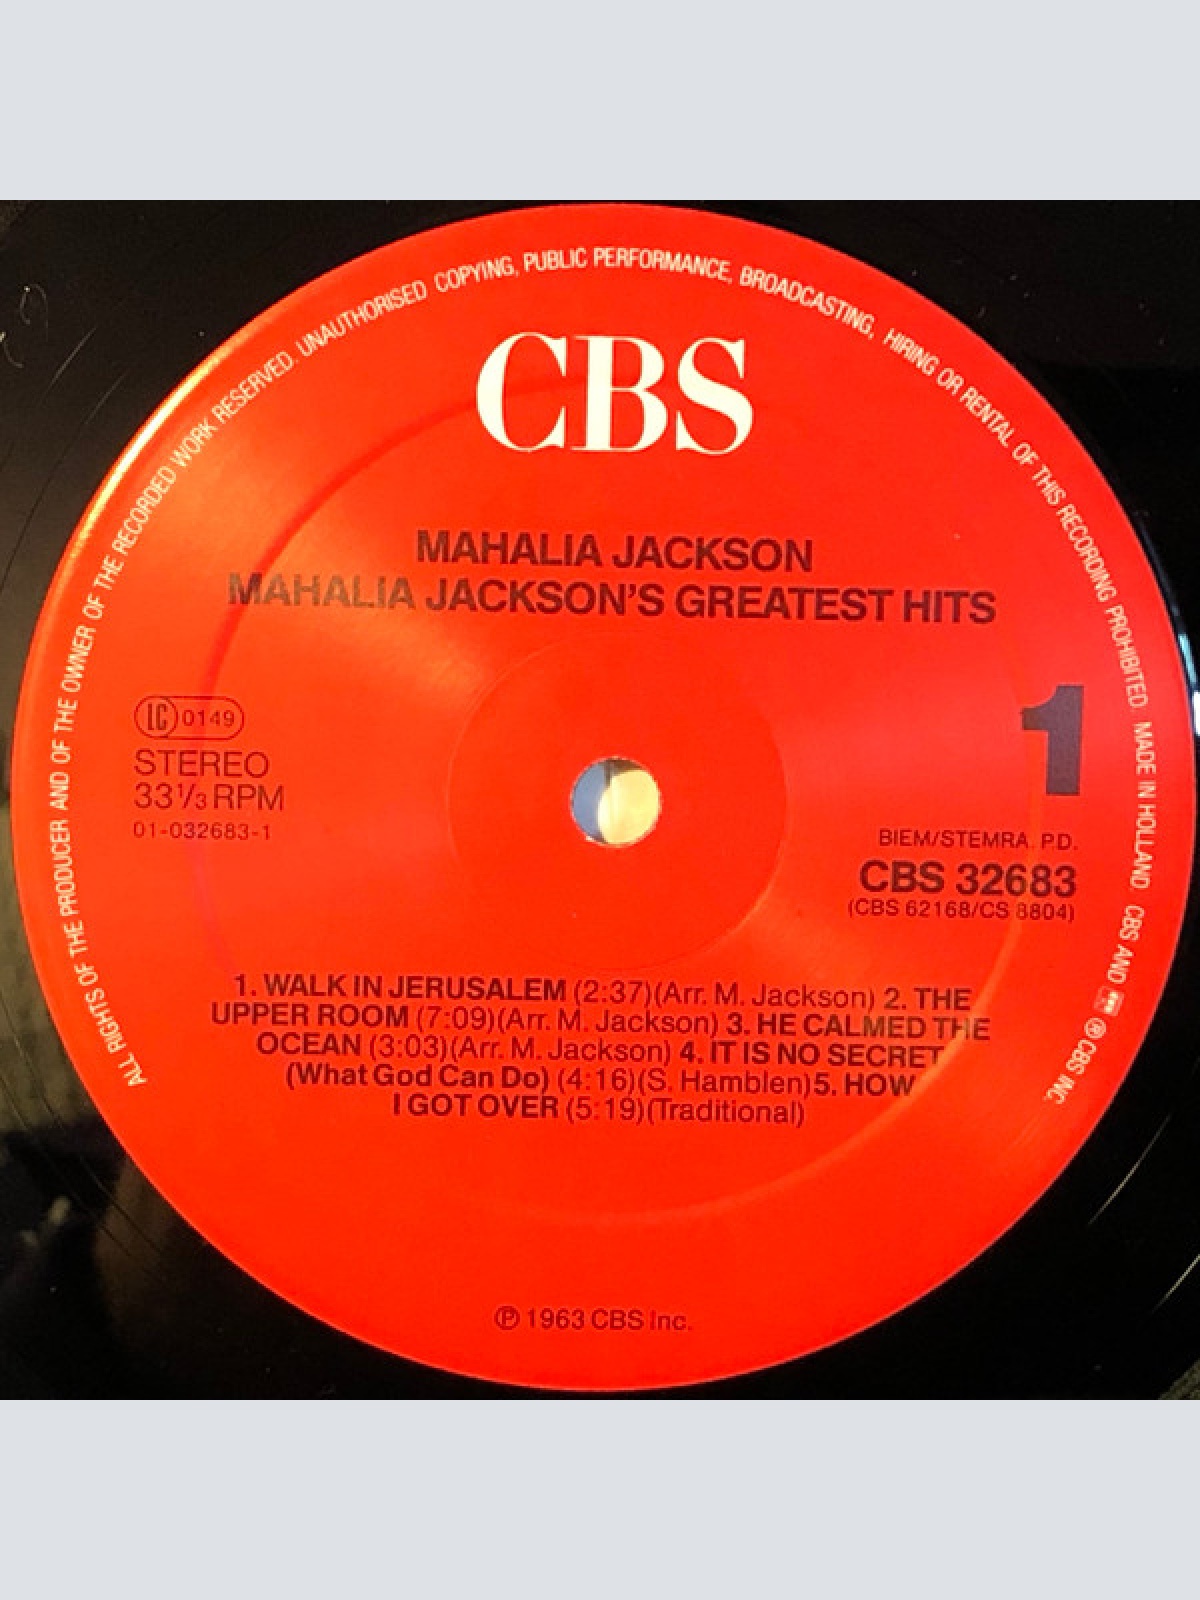 ALL RIGHTS OF THE PRODUCER AND OF THE OWNER OF THE RECORDED WORK RESERVED. UNAUTHORISED COPYING, PUBLIC PERFORMANCE, BROADCASTING, HIRING OR RENTAL OF THIS RECORDING PROHIBITED. MADE IN HOLLAND CBS AND ℗ CBS INC.
CBS
MAHALIA JACKSON
MAHALIA JACKSON'S GREATEST HITS
LC 0149
STEREO
33⅓ RPM
01-032683-1
1
BIEM/STEMRA. P.D.
CBS 32683
(CBS 62168/CS 8804)
1. WALK IN JERUSALEM (2:37)(Arr. M. Jackson) 2. THE
UPPER ROOM (7:09)(Arr. M. Jackson) 3. HE CALMED THE
OCEAN (3:03)(Arr. M. Jackson) 4. IT IS NO SECRET
(What God Can Do) (4:16)(S. Hamblen) 5. HOW
I GOT OVER (5:19)(Traditional)
℗ 1963 CBS Inc.